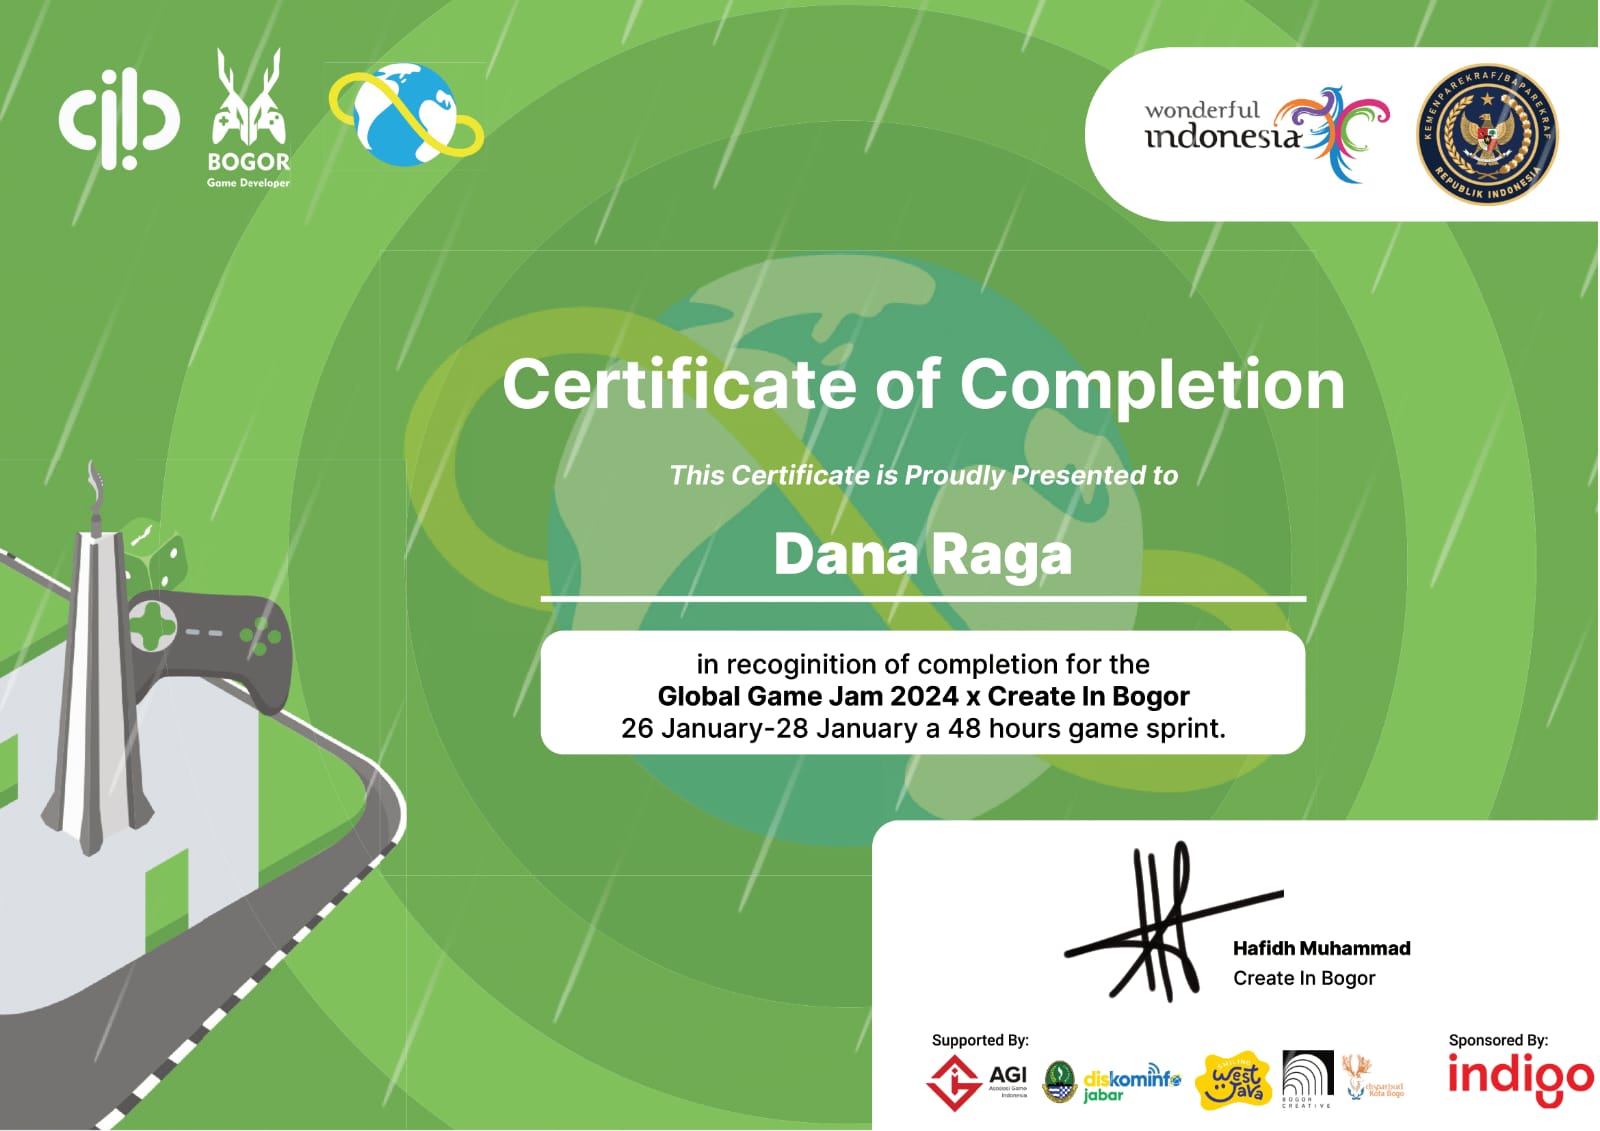 cib
BOGOR
Game Developer
wonderful
indonesia
KEMENPAREKRAF/BAPAREKRAF
REPUBLIK INDONESIA
Certificate of Completion
This Certificate is Proudly Presented to
Dana Raga
in recoginition of completion for the
Global Game Jam 2024 x Create In Bogor
26 January-28 January a 48 hours game sprint.
Hafidh Muhammad
Create In Bogor
Supported By:
Sponsored By:
AGI
Asosiasi Game
Indonesia
diskominfo
jabar
SMILING
West
Java
BOGOR
CREATIVE
disparbud
Kota Bogo
indigo